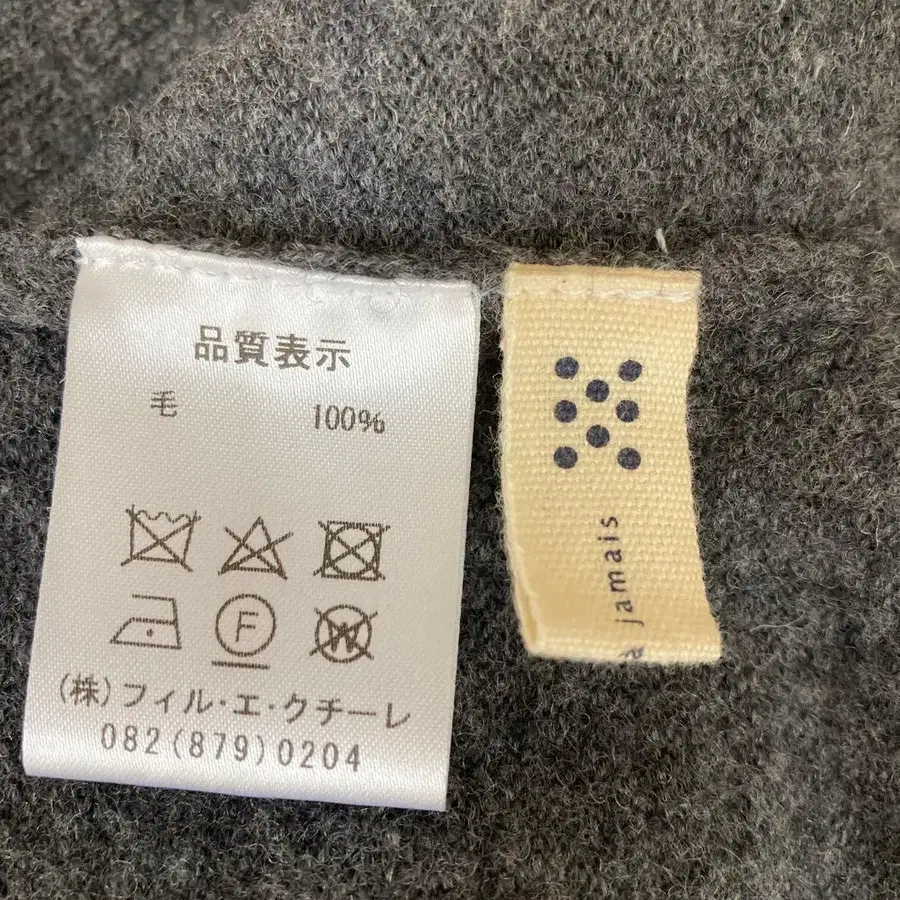 品質表示
毛 100%
F
W
(株)フィル・エ・クチーレ
082(879)0204
à jamais